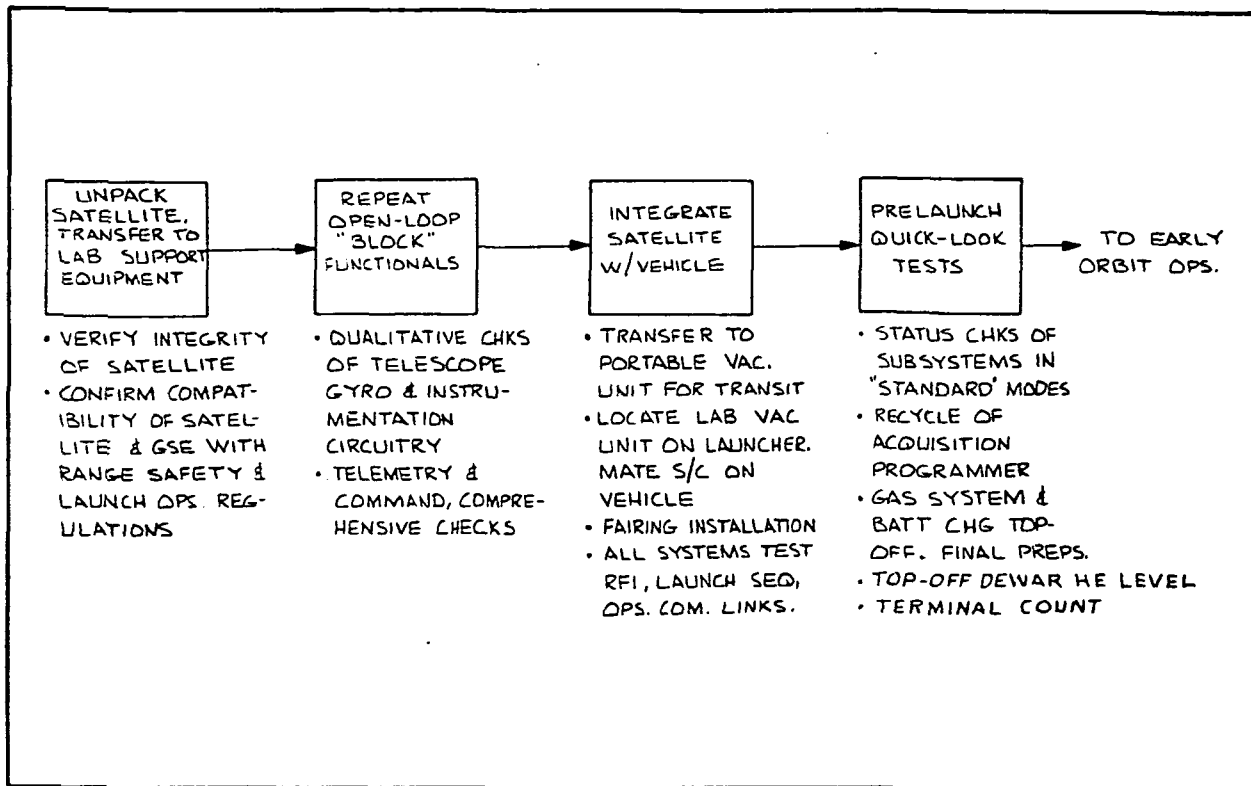 UNPACK
SATELLITE,
TRANSFER TO
LAB SUPPORT
EQUIPMENT
• VERIFY INTEGRITY
OF SATELLITE
• CONFIRM COMPAT-
IBILITY OF SATEL-
LITE & GSE WITH
RANGE SAFETY &
LAUNCH OPS. REG-
ULATIONS
REPEAT
OPEN-LOOP
"BLOCK"
FUNCTIONALS
• QUALITATIVE CHKS
OF TELESCOPE
GYRO & INSTRU-
MENTATION
CIRCUITRY
• TELEMETRY &
COMMAND, COMPRE-
HENSIVE CHECKS
INTEGRATE
SATELLITE
W/VEHICLE
• TRANSFER TO
PORTABLE VAC.
UNIT FOR TRANSIT
• LOCATE LAB VAC
UNIT ON LAUNCHER.
MATE S/C ON
VEHICLE
• FAIRING INSTALLATION
• ALL SYSTEMS TEST
RFI, LAUNCH SEQ,
OPS. COM. LINKS.
PRELAUNCH
QUICK-LOOK
TESTS
• STATUS CHKS OF
SUBSYSTEMS IN
"STANDARD" MODES
• RECYCLE OF
ACQUISITION
PROGRAMMER
• GAS SYSTEM &
BATT CHG TOP-
OFF. FINAL PREPS.
• TOP-OFF DEWAR HE LEVEL
• TERMINAL COUNT
TO EARLY
ORBIT OPS.